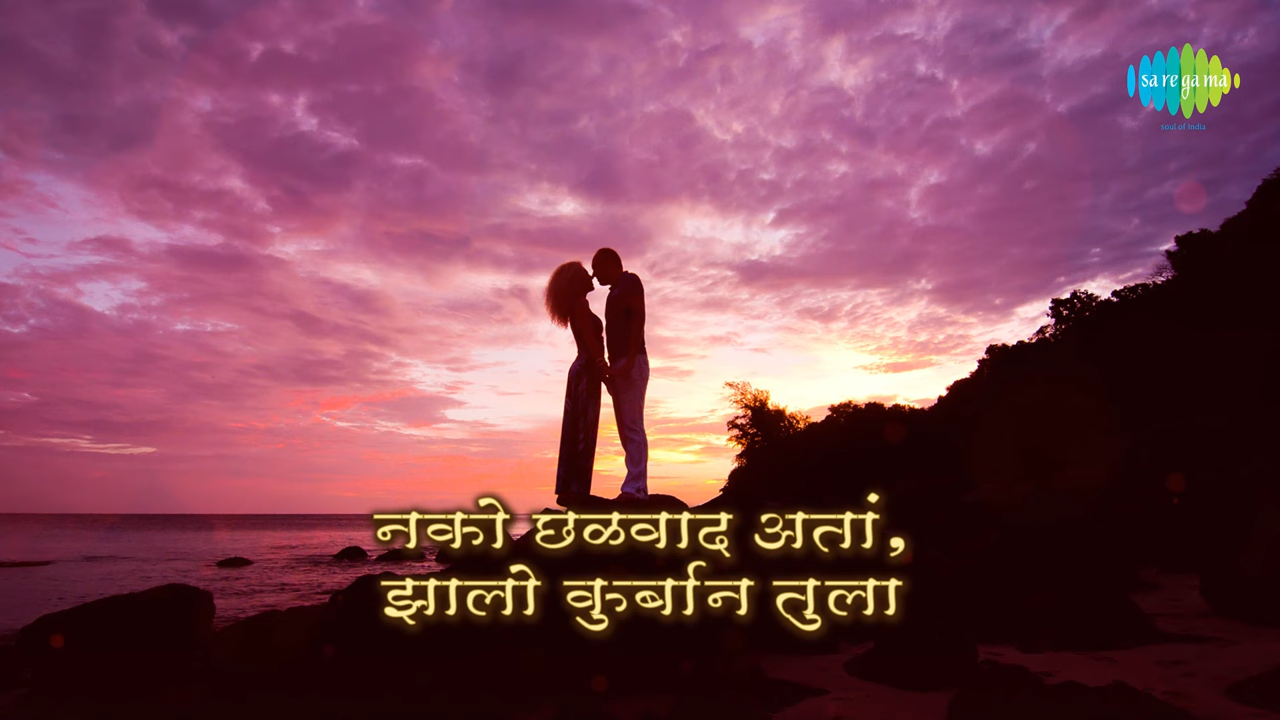 sa re ga ma
soul of India
नको छळवाद अतां,
झालो कुर्बान तुला